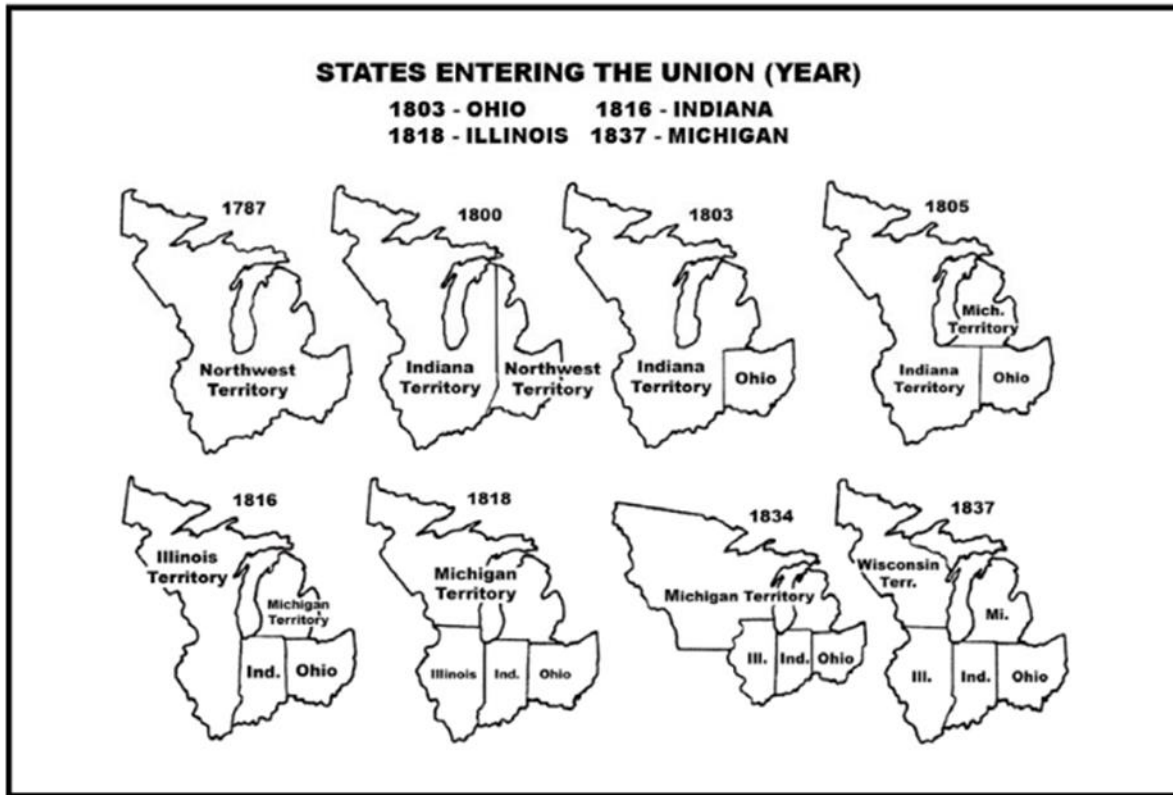 STATES ENTERING THE UNION (YEAR)
1803 - OHIO 1816 - INDIANA
1818 - ILLINOIS 1837 - MICHIGAN
1787
Northwest
Territory
1800
Indiana
Territory
Northwest
Territory
1803
Indiana
Territory
Ohio
1805
Mich.
Territory
Indiana
Territory
Ohio
1816
Illinois
Territory
Michigan
Territory
Ind.
Ohio
1818
Michigan
Territory
Illinois
Ind.
Ohio
1834
Michigan Territory
Ill.
Ind.
Ohio
1837
Wisconsin
Terr.
Mi.
Ill.
Ind.
Ohio